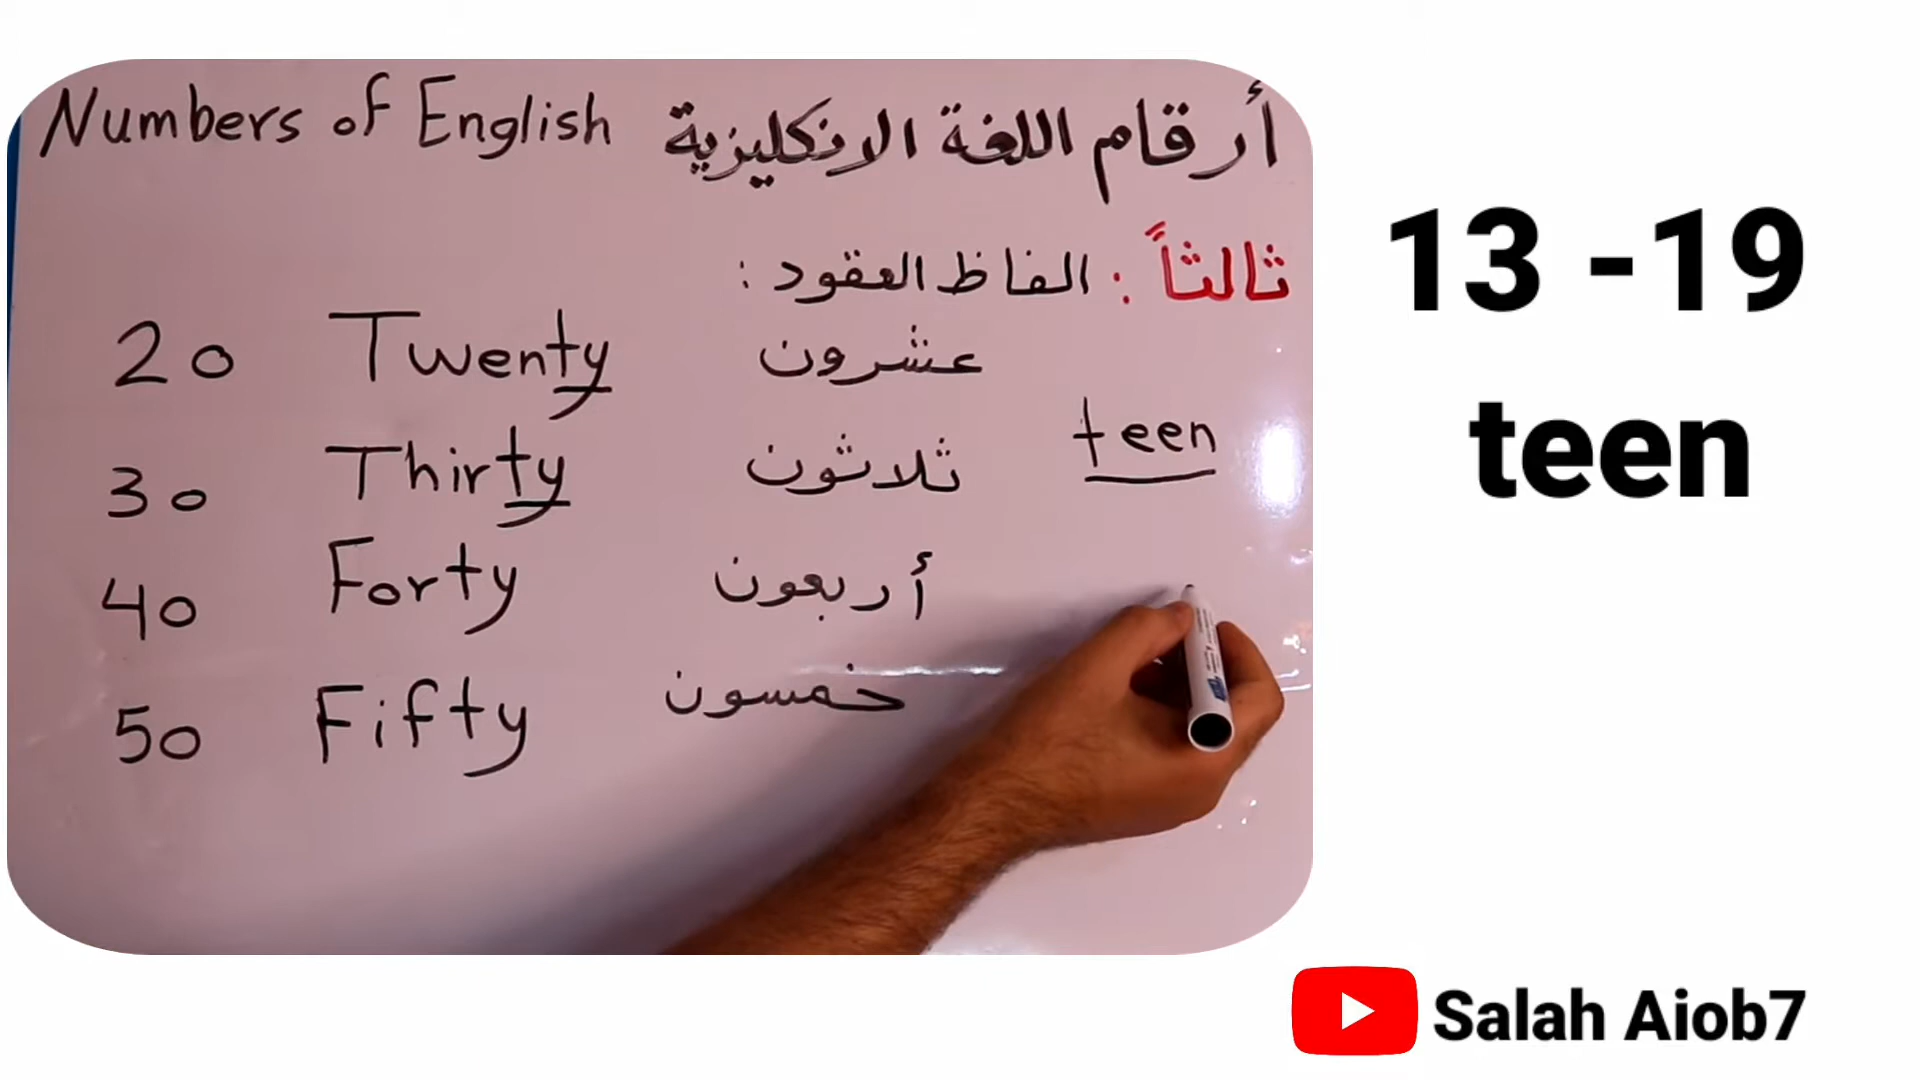 Numbers of English أرقام اللغة الانكليزية
ثالثاً : الفاظ العقود :
20 Twenty عشرون
teen
30 Thirty ثلاثون
40 Forty أربعون
50 Fifty خمسون
13 -19
teen
Salah Aiob7